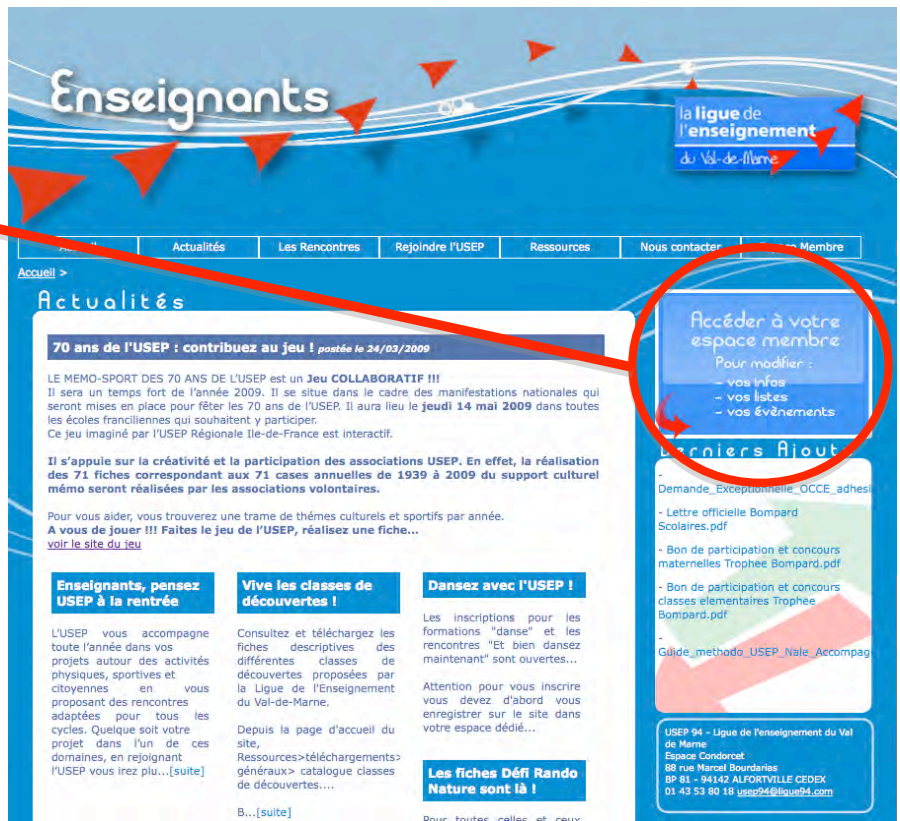 Enseignants
la ligue de
l'enseignement
du Val-de-Marne
Actualités Les Rencontres Rejoindre l'USEP Ressources Nous contacter Membre
Accueil >
Actualités
70 ans de l'USEP : contribuez au jeu ! postée le 24/03/2009
LE MEMO-SPORT DES 70 ANS DE L'USEP est un Jeu COLLABORATIF !!!
Il sera un temps fort de l'année 2009. Il se situe dans le cadre des manifestations nationales qui
seront mises en place pour fêter les 70 ans de l'USEP. Il aura lieu le jeudi 14 mai 2009 dans toutes
les écoles franciliennes qui souhaitent y participer.
Ce jeu imaginé par l'USEP Régionale Ile-de-France est interactif.
Il s'appuie sur la créativité et la participation des associations USEP. En effet, la réalisation
des 71 fiches correspondant aux 71 cases annuelles de 1939 à 2009 du support culturel
mémo seront réalisées par les associations volontaires.
Pour vous aider, vous trouverez une trame de thémes culturels et sportifs par année.
A vous de jouer !!! Faites le jeu de l'USEP, réalisez une fiche...
voir le site du jeu
Enseignants, pensez
USEP à la rentrée
L'USEP vous accompagne
toute l'année dans vos
projets autour des activités
physiques, sportives et
citoyennes en vous
proposant des rencontres
adaptées pour tous les
cycles. Quelque soit votre
projet dans l'un de ces
domaines, en rejoignant
l'USEP vous irez plu...[suite]
Vive les classes de
découvertes !
Consultez et téléchargez les
fiches descriptives des
différentes classes de
découvertes proposées par
la Ligue de l'Enseignement
du Val-de-Marne.
Depuis la page d'accueil du
site,
Ressources>téléchargements>
généraux> catalogue classes
de découvertes....
B...[suite]
Dansez avec l'USEP !
Les inscriptions pour les
formations "danse" et les
rencontres "Et bien dansez
maintenant" sont ouvertes...
Attention pour vous inscrire
vous devez d'abord vous
enregistrer sur le site dans
votre espace dédié...
Les fiches Défi Rando
Nature sont là !
Pour toutes celles et ceux
Accéder à votre
espace membre
Pour modifier :
- vos infos
- vos listes
- vos évènements
Derniers Ajout
-
Demande_Exceptionnelle_OCCE_adhesi
- Lettre officielle Bompard
Scolaires.pdf
- Bon de participation et concours
maternelles Trophee Bompard.pdf
- Bon de participation et concours
classes elementaires Trophee
Bompard.pdf
-
Guide_methodo_USEP_Nale_Accompag
USEP 94 - Ligue de l'enseignement du Val
de Marne
Espace Condorcet
88 rue Marcel Bourdarias
BP 81 - 94142 ALFORTVILLE CEDEX
01 43 53 80 18 usep94@ligue94.com